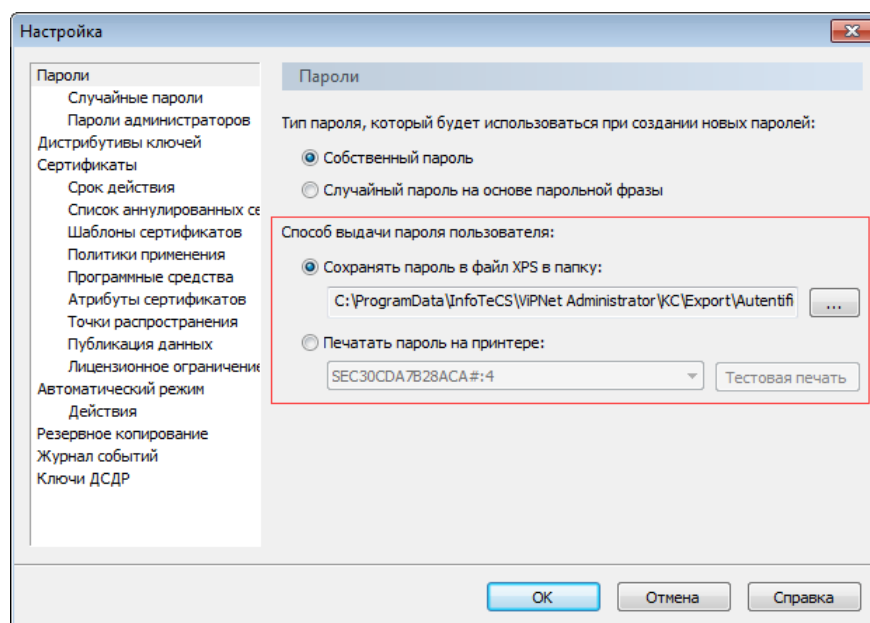 Настройка
Пароли
Случайные пароли
Пароли администраторов
Дистрибутивы ключей
Сертификаты
Срок действия
Список аннулированных се
Шаблоны сертификатов
Политики применения
Программные средства
Атрибуты сертификатов
Точки распространения
Публикация данных
Лицензионное ограничение
Автоматический режим
Действия
Резервное копирование
Журнал событий
Ключи ДСДР
Пароли
Тип пароля, который будет использоваться при создании новых паролей:
Собственный пароль
Случайный пароль на основе парольной фразы
Способ выдачи пароля пользователя:
Сохранять пароль в файл XPS в папку:
C:\ProgramData\InfoTeCS\ViPNet Administrator\KC\Export\Autentifi
...
Печатать пароль на принтере:
SEC30CDA7B28ACA#:4
Тестовая печать
OK
Отмена
Справка